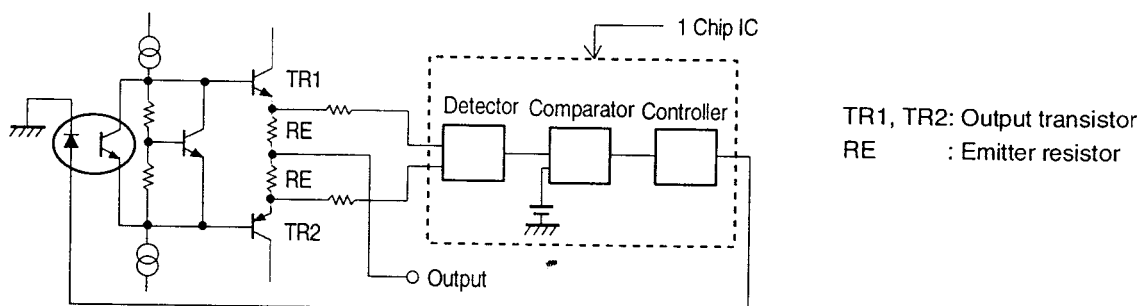 1 Chip IC
TR1
Detector Comparator Controller
RE
RE
TR2
Output
TR1, TR2: Output transistor
RE : Emitter resistor